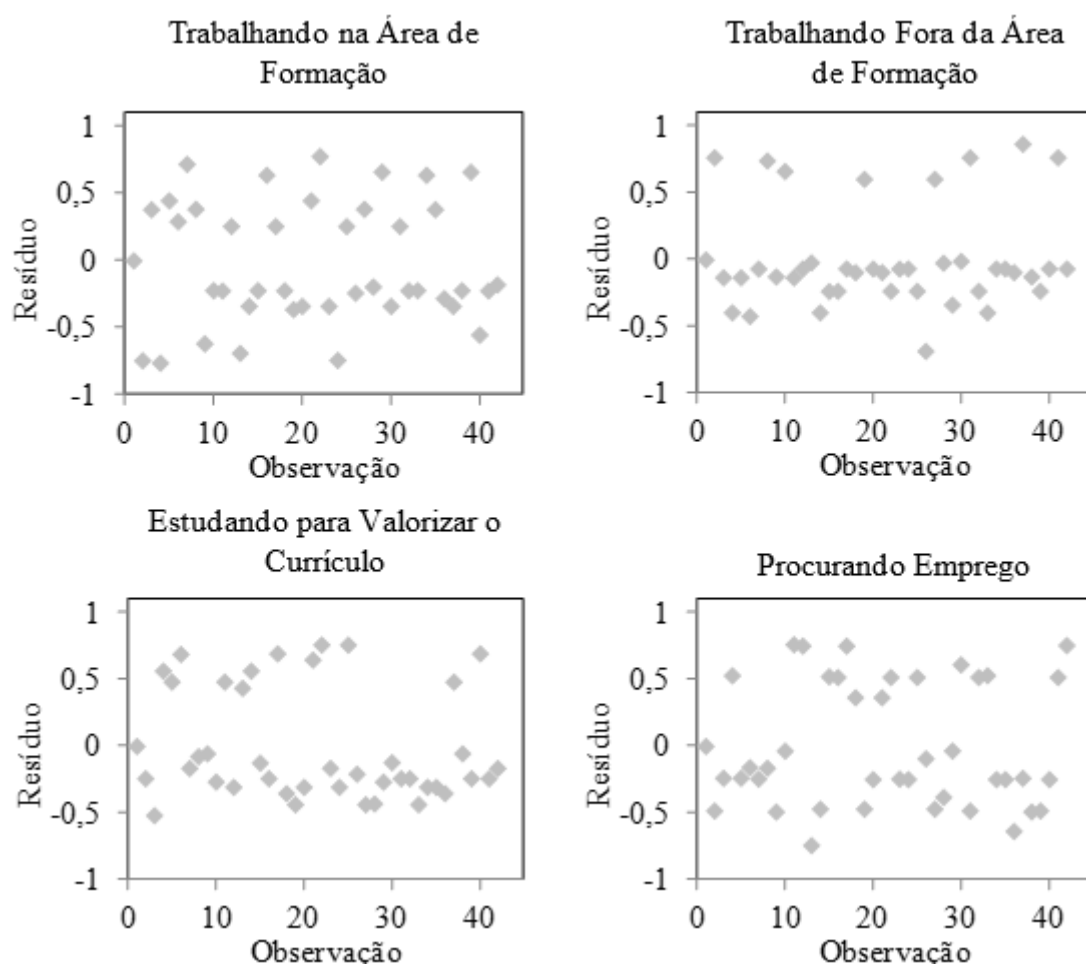 Trabalhando na Área de
Formação
1
0,5
0
-0,5
-1
Resíduo
0 10 20 30 40
Observação
Trabalhando Fora da Área
de Formação
1
0,5
0
-0,5
-1
Resíduo
0 10 20 30 40
Observação
Estudando para Valorizar o
Currículo
1
0,5
0
-0,5
-1
Resíduo
0 10 20 30 40
Observação
Procurando Emprego
1
0,5
0
-0,5
-1
Resíduo
0 10 20 30 40
Observação